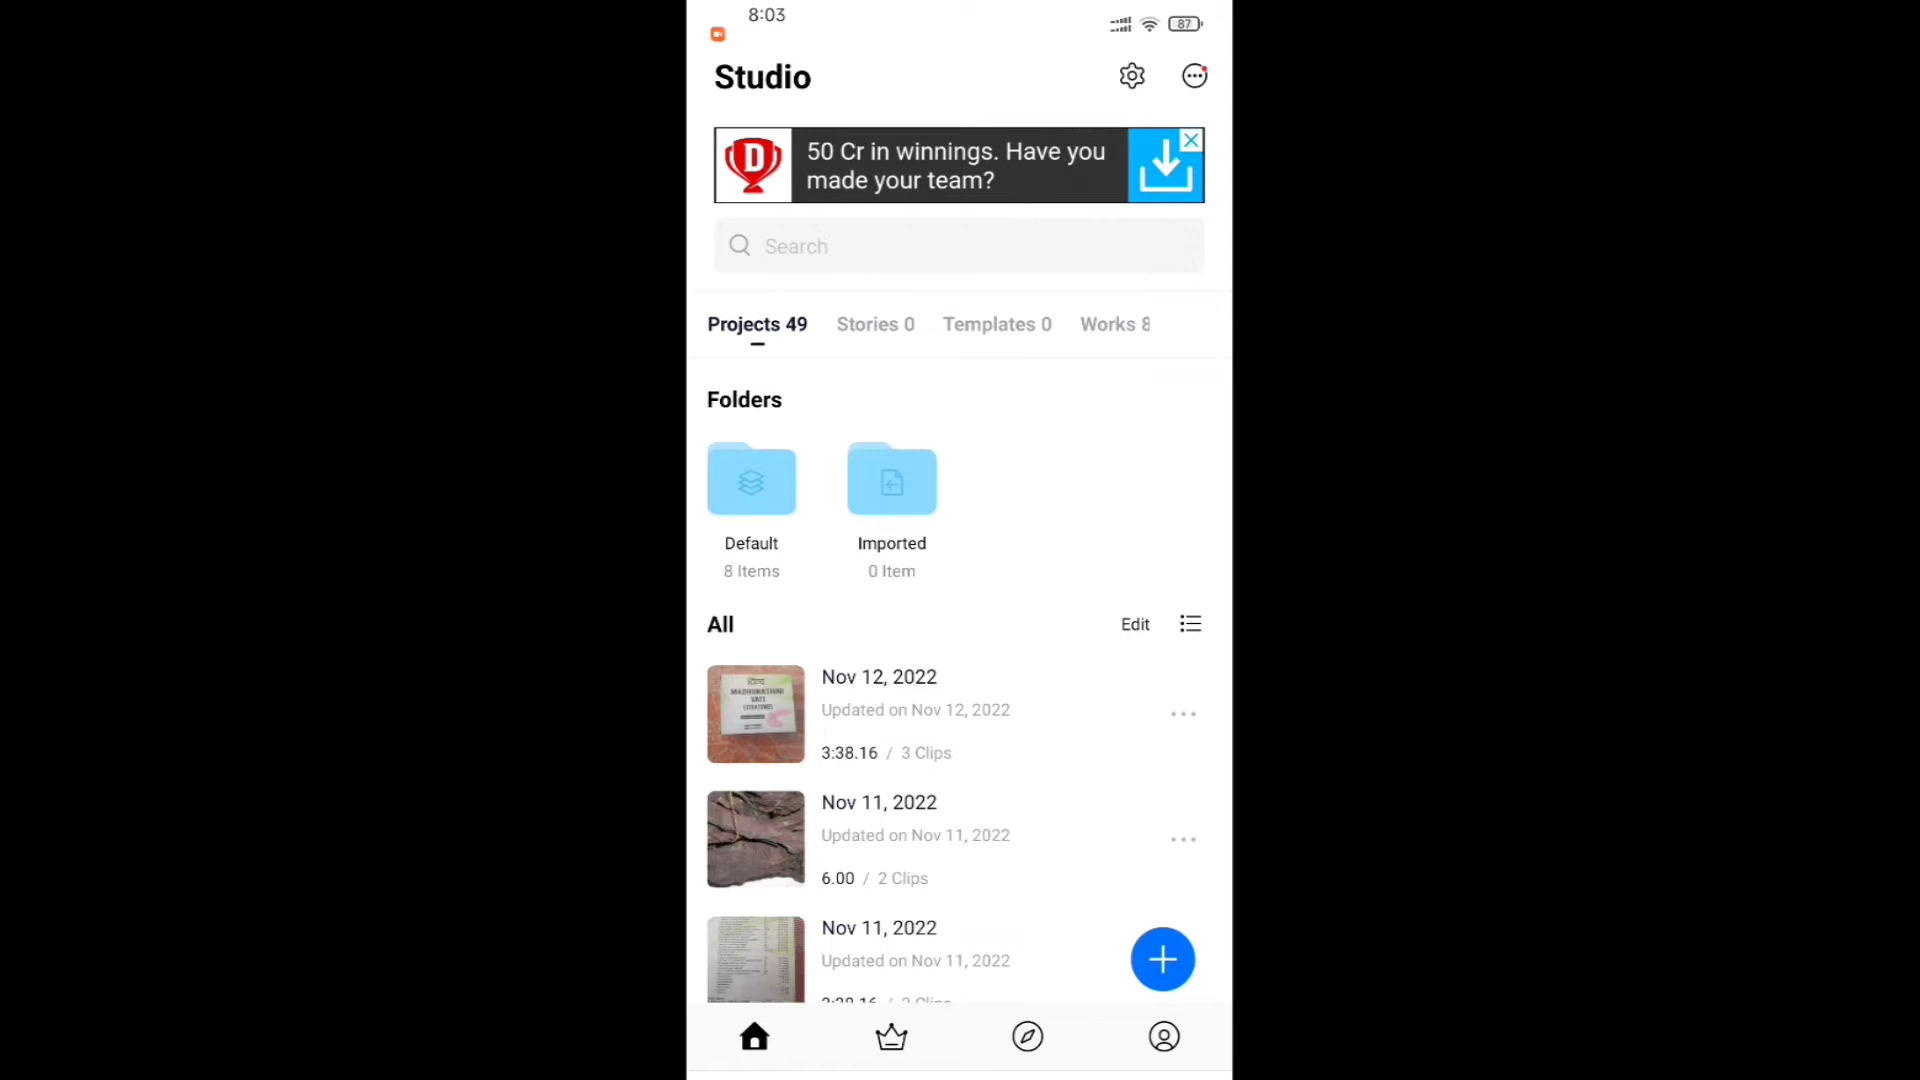 8:03
87
Studio
D
50 Cr in winnings. Have you
made your team?
Search
Projects 49 Stories 0 Templates 0 Works 8
Folders
Default
8 Items
Imported
0 Item
All
Edit
Nov 12, 2022
Updated on Nov 12, 2022
3:38.16 / 3 Clips
MADHUNASHINI
VATI
Nov 11, 2022
Updated on Nov 11, 2022
6.00 / 2 Clips
Nov 11, 2022
Updated on Nov 11, 2022